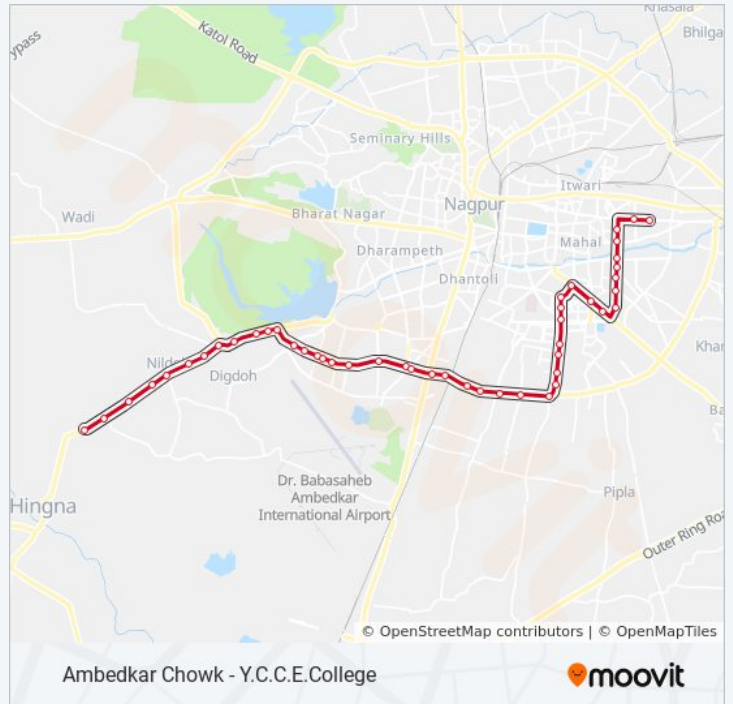 Khasala
Bhilga
ypass
Katol Road
Seminary Hills
Itwari
Nagpur
Wadi
Bharat Nagar
Mahal
Dharampeth
Dhantoli
Khar
Digdoh
Ba
Dr. Babasaheb
Ambedkar
International Airport
Pipla
Hingna
Outer Ring Roa
© OpenStreetMap contributors | © OpenMapTiles
Ambedkar Chowk - Y.C.C.E.College
moovit